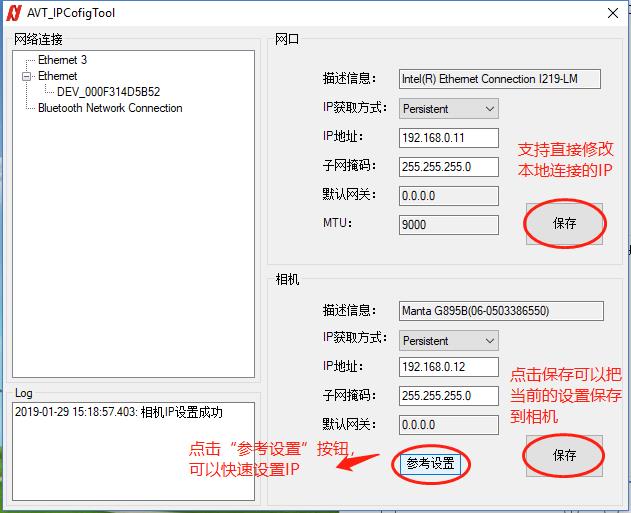 AVT_IPCofigTool
网络连接
Ethernet 3
Ethernet
DEV_000F314D5B52
Bluetooth Network Connection
Log
2019-01-29 15:18:57.403: 相机IP设置成功
网口
描述信息: Intel(R) Ethernet Connection I219-LM
IP获取方式: Persistent
IP地址: 192.168.0.11
子网掩码: 255.255.255.0
默认网关: 0.0.0.0
MTU: 9000
支持直接修改
本地连接的IP
保存
相机
描述信息: Manta G895B(06-0503386550)
IP获取方式: Persistent
IP地址: 192.168.0.12
子网掩码: 255.255.255.0
默认网关: 0.0.0.0
点击保存可以把
当前的设置保存
到相机
点击“参考设置”按钮,
可以快速设置IP
参考设置
保存